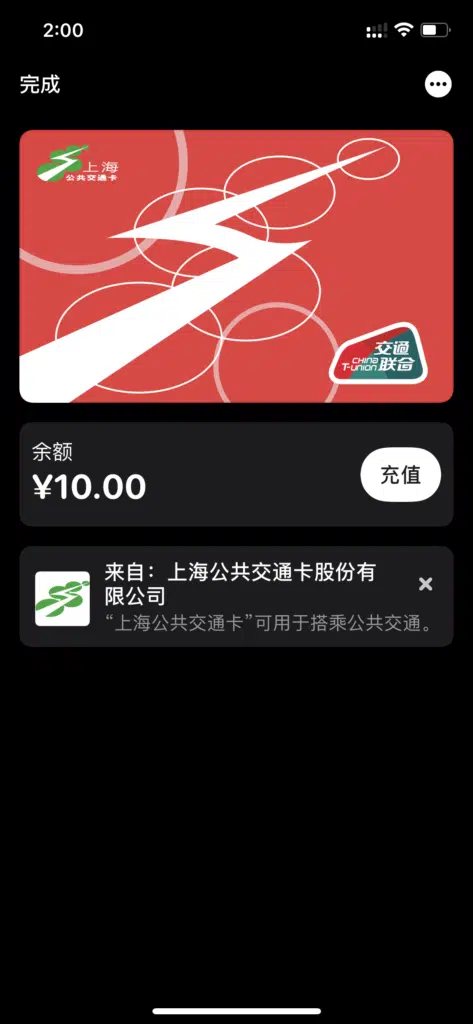 2:00
完成
上海
公共交通卡
交通
CHINA
T-UNION 联合
余额
¥10.00
充值
来自：上海公共交通卡股份有
限公司
“上海公共交通卡”可用于搭乘公共交通。